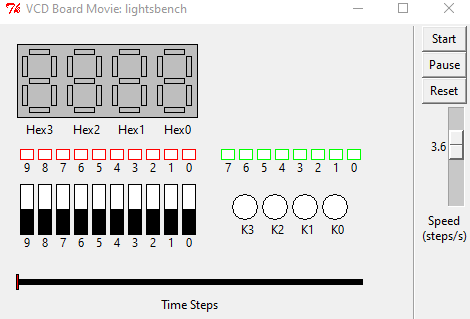 VCD Board Movie: lightsbench
Start
Pause
Reset
Hex3 Hex2 Hex1 Hex0
9 8 7 6 5 4 3 2 1 0
7 6 5 4 3 2 1 0
3.6
9 8 7 6 5 4 3 2 1 0
K3 K2 K1 K0
Speed
(steps/s)
Time Steps